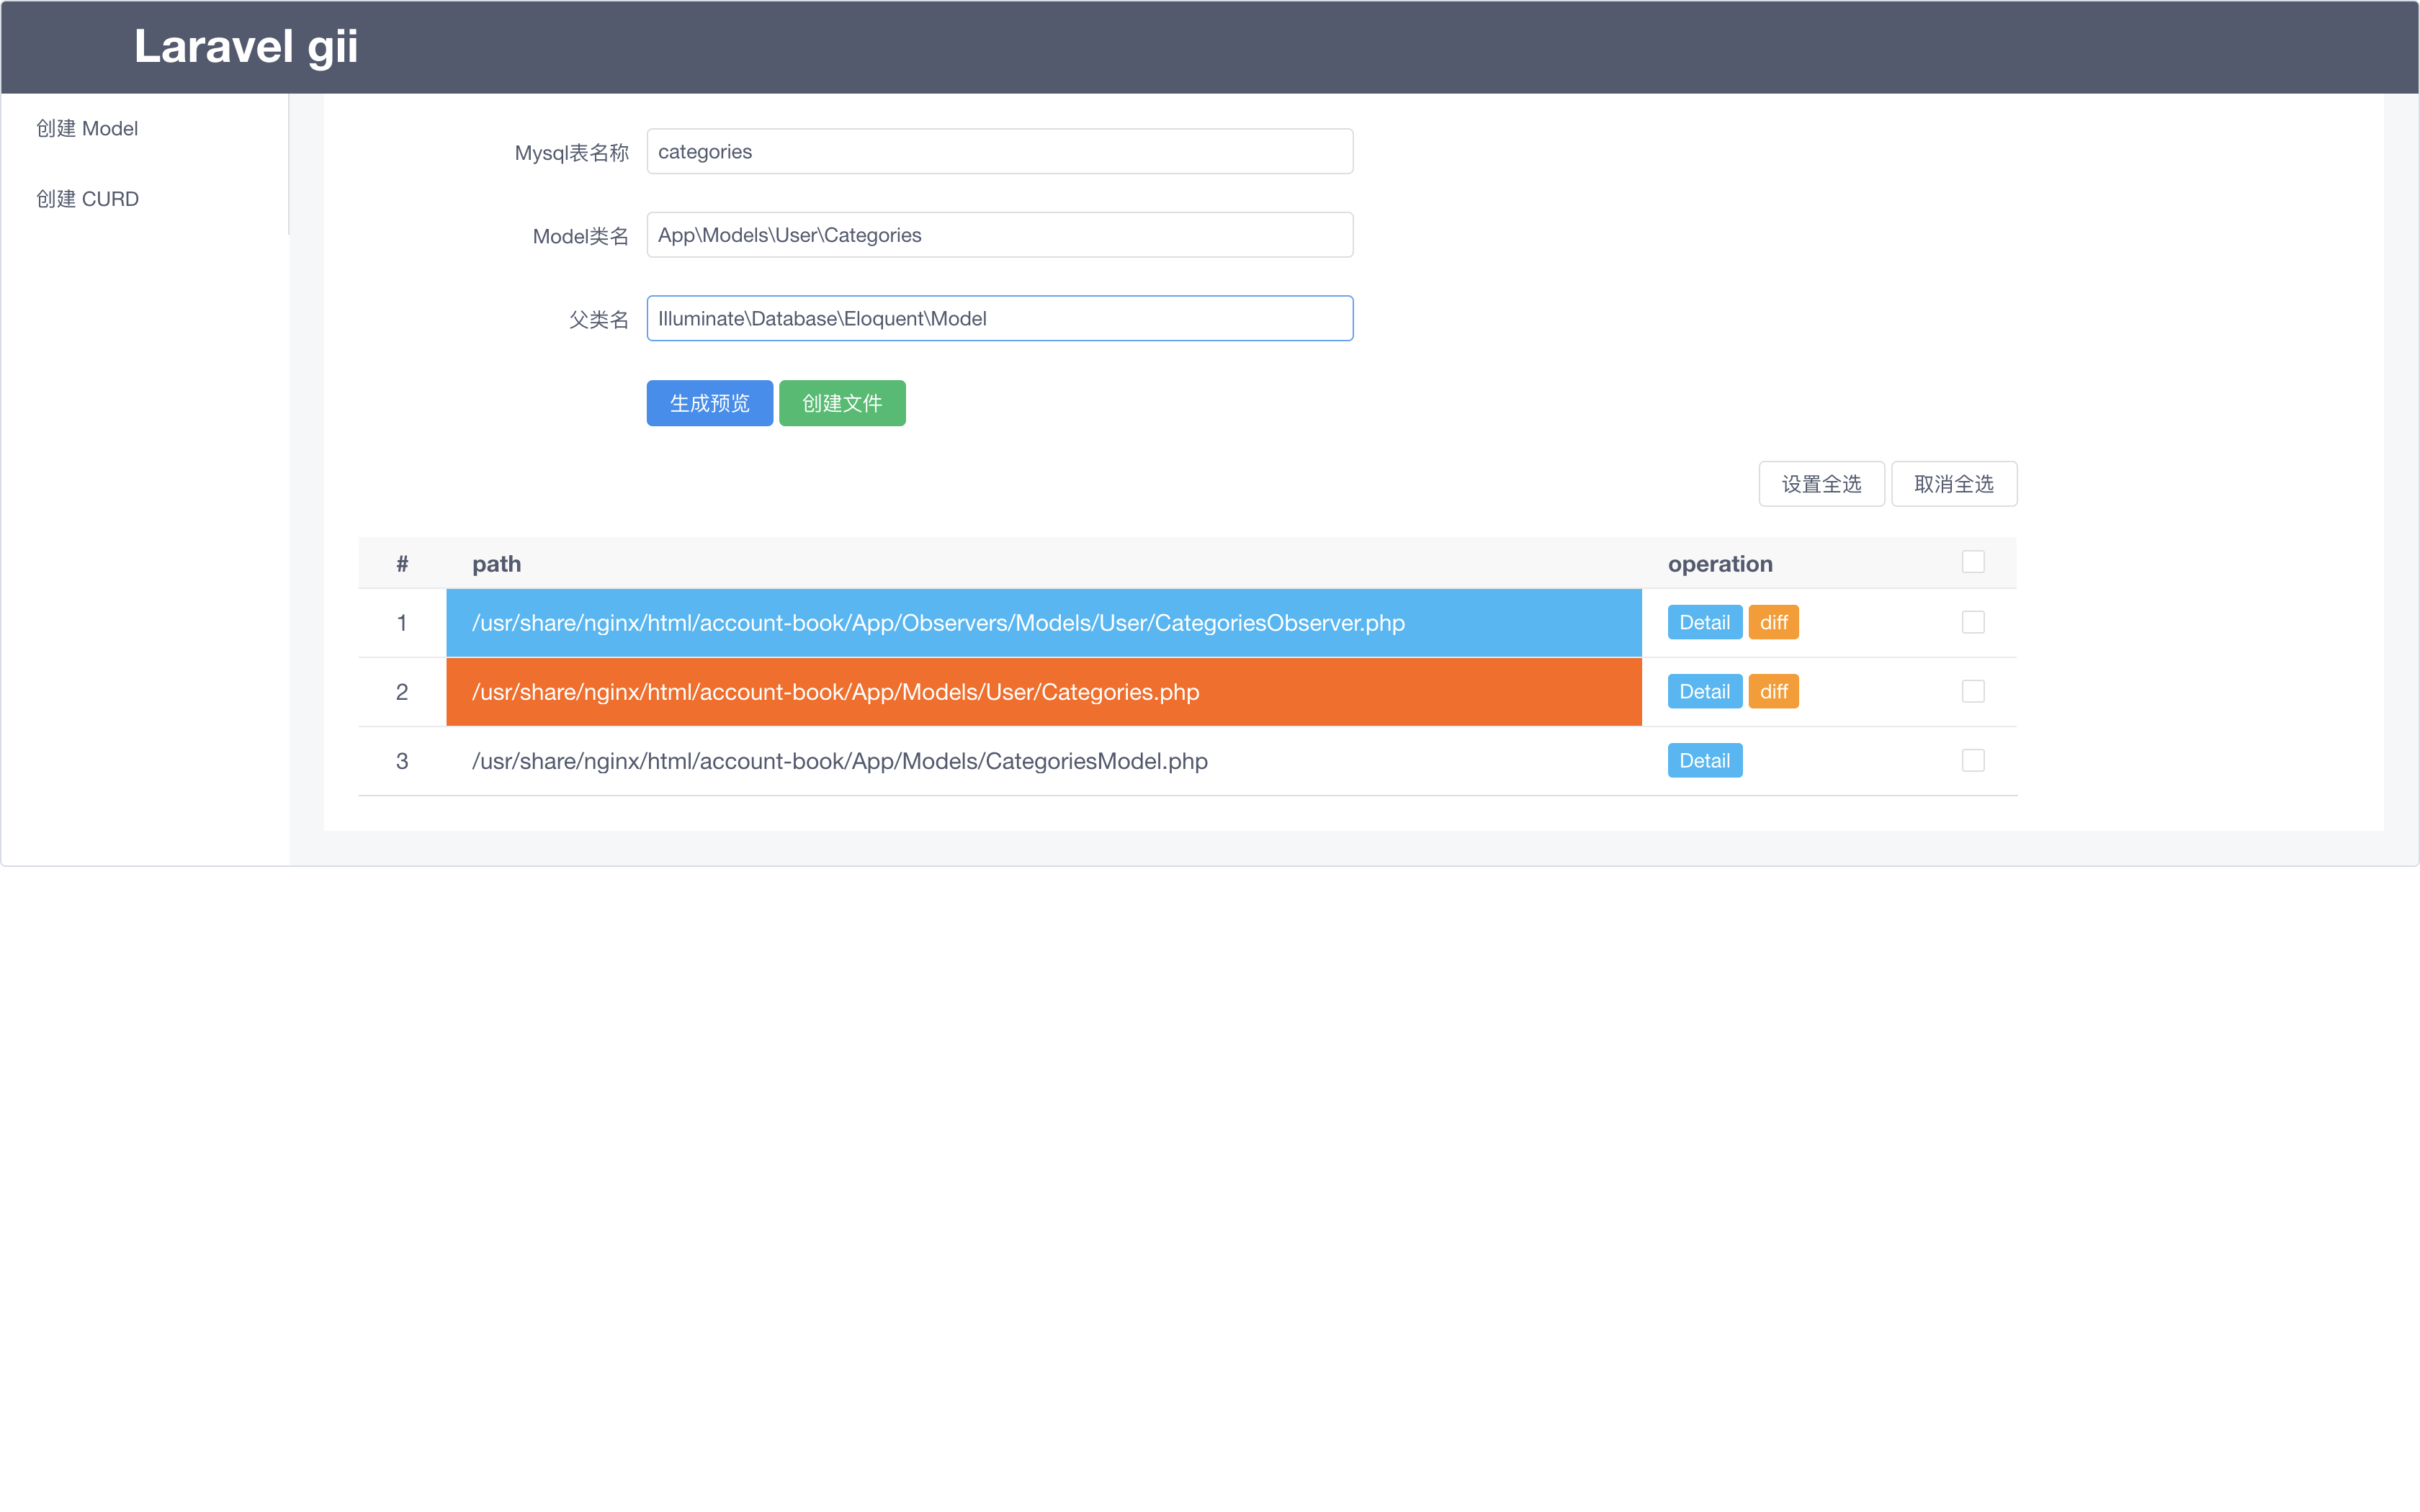 Laravel gii
创建 Model
创建 CURD
Mysql表名称 categories
Model类名 App\Models\User\Categories
父类名 Illuminate\Database\Eloquent\Model
生成预览 创建文件
设置全选 取消全选
# path operation
1 /usr/share/nginx/html/account-book/App/Observers/Models/User/CategoriesObserver.php Detail diff
2 /usr/share/nginx/html/account-book/App/Models/User/Categories.php Detail diff
3 /usr/share/nginx/html/account-book/App/Models/CategoriesModel.php Detail